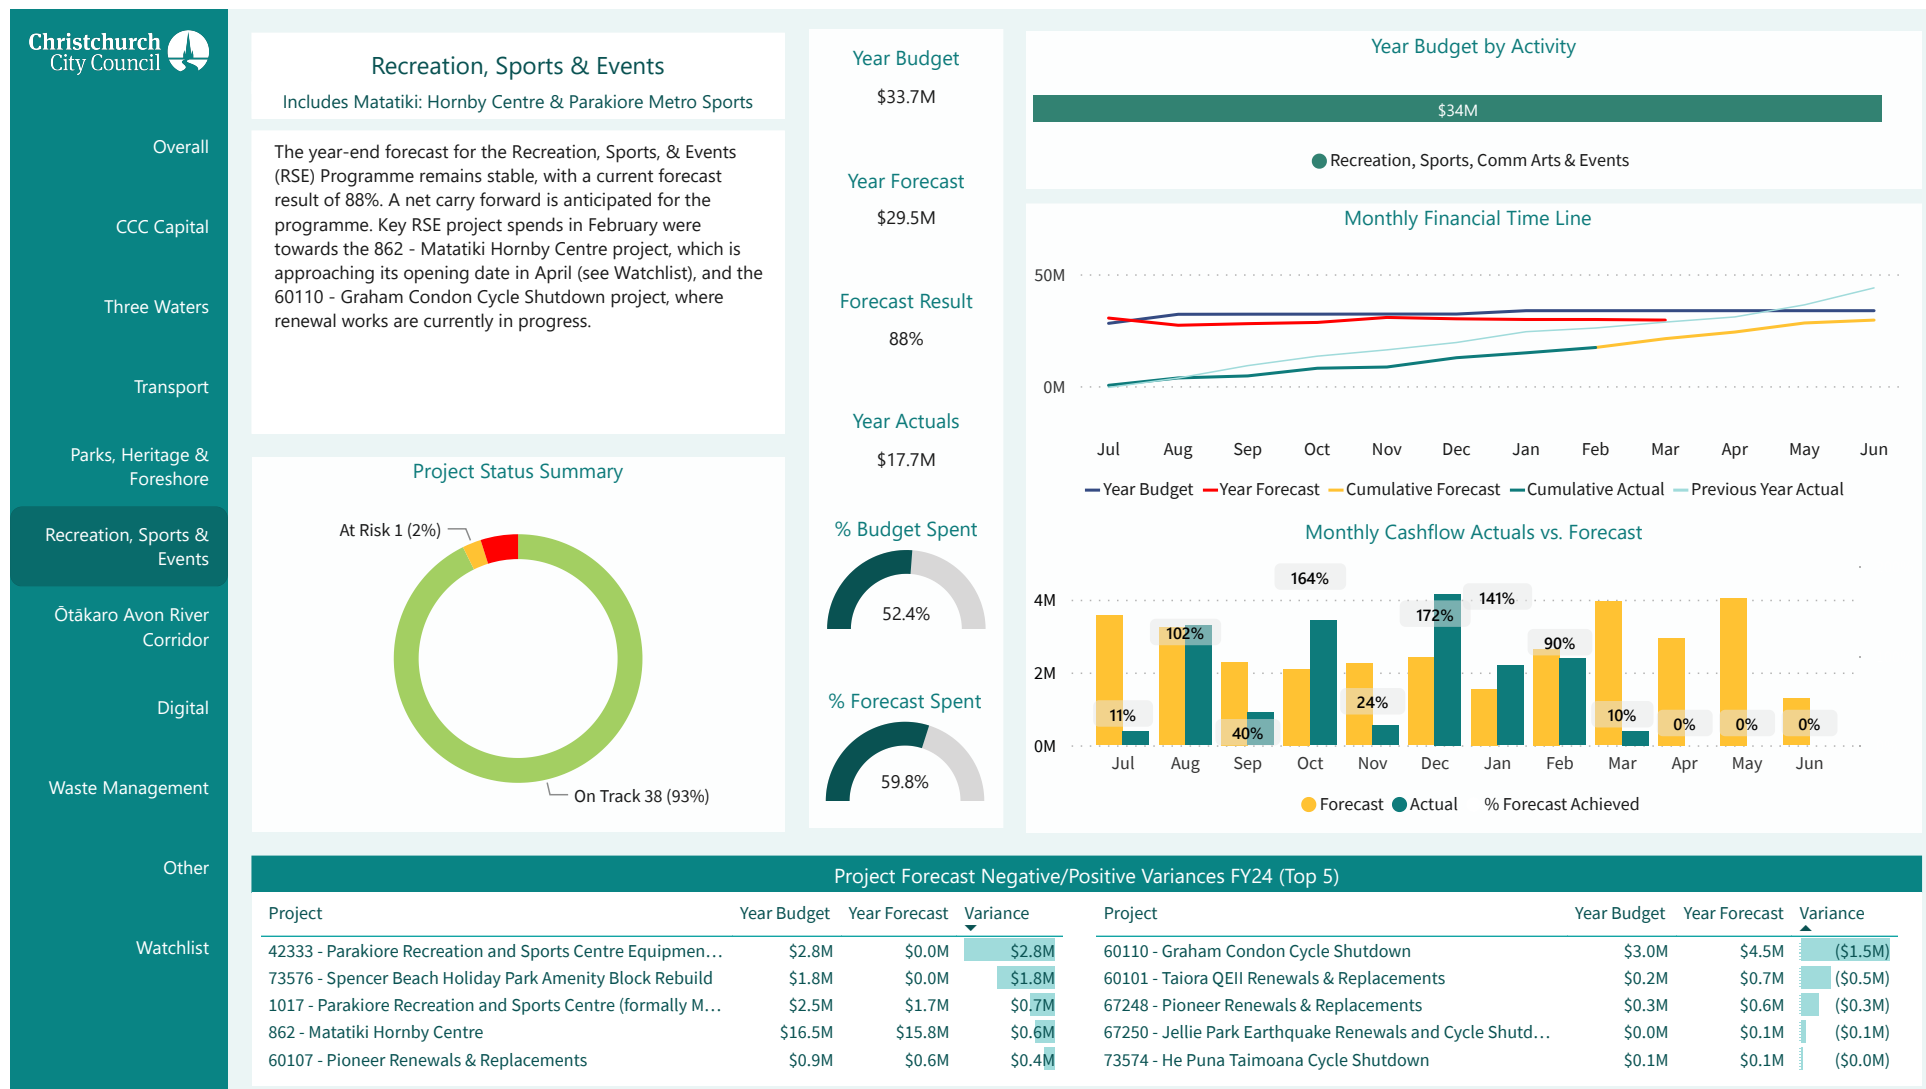 Christchurch
City Council
Overall
CCC Capital
Three Waters
Transport
Parks, Heritage &
Foreshore
Recreation, Sports &
Events
Ōtākaro Avon River
Corridor
Digital
Waste Management
Other
Watchlist
Recreation, Sports & Events
Includes Matatiki: Hornby Centre & Parakiore Metro Sports
The year-end forecast for the Recreation, Sports, & Events
(RSE) Programme remains stable, with a current forecast
result of 88%. A net carry forward is anticipated for the
programme. Key RSE project spends in February were
towards the 862 - Matatiki Hornby Centre project, which is
approaching its opening date in April (see Watchlist), and the
60110 - Graham Condon Cycle Shutdown project, where
renewal works are currently in progress.
Project Status Summary
At Risk 1 (2%)
On Track 38 (93%)
Year Budget
$33.7M
Year Forecast
$29.5M
Forecast Result
88%
Year Actuals
$17.7M
% Budget Spent
52.4%
% Forecast Spent
59.8%
Year Budget by Activity
$34M
Recreation, Sports, Comm Arts & Events
Monthly Financial Time Line
50M
0M
Jul Aug Sep Oct Nov Dec Jan Feb Mar Apr May Jun
Year Budget Year Forecast Cumulative Forecast Cumulative Actual Previous Year Actual
Monthly Cashflow Actuals vs. Forecast
4M
2M
0M
11% 102% 40% 164% 24% 172% 141% 90% 10% 0% 0% 0%
Jul Aug Sep Oct Nov Dec Jan Feb Mar Apr May Jun
Forecast Actual % Forecast Achieved
Project Forecast Negative/Positive Variances FY24 (Top 5)
Project Year Budget Year Forecast Variance
42333 - Parakiore Recreation and Sports Centre Equipmen… $2.8M $0.0M $2.8M
73576 - Spencer Beach Holiday Park Amenity Block Rebuild $1.8M $0.0M $1.8M
1017 - Parakiore Recreation and Sports Centre (formally M… $2.5M $1.7M $0.7M
862 - Matatiki Hornby Centre $16.5M $15.8M $0.6M
60107 - Pioneer Renewals & Replacements $0.9M $0.6M $0.4M
Project Year Budget Year Forecast Variance
60110 - Graham Condon Cycle Shutdown $3.0M $4.5M ($1.5M)
60101 - Taiora QEII Renewals & Replacements $0.2M $0.7M ($0.5M)
67248 - Pioneer Renewals & Replacements $0.3M $0.6M ($0.3M)
67250 - Jellie Park Earthquake Renewals and Cycle Shutd… $0.0M $0.1M ($0.1M)
73574 - He Puna Taimoana Cycle Shutdown $0.1M $0.1M ($0.0M)